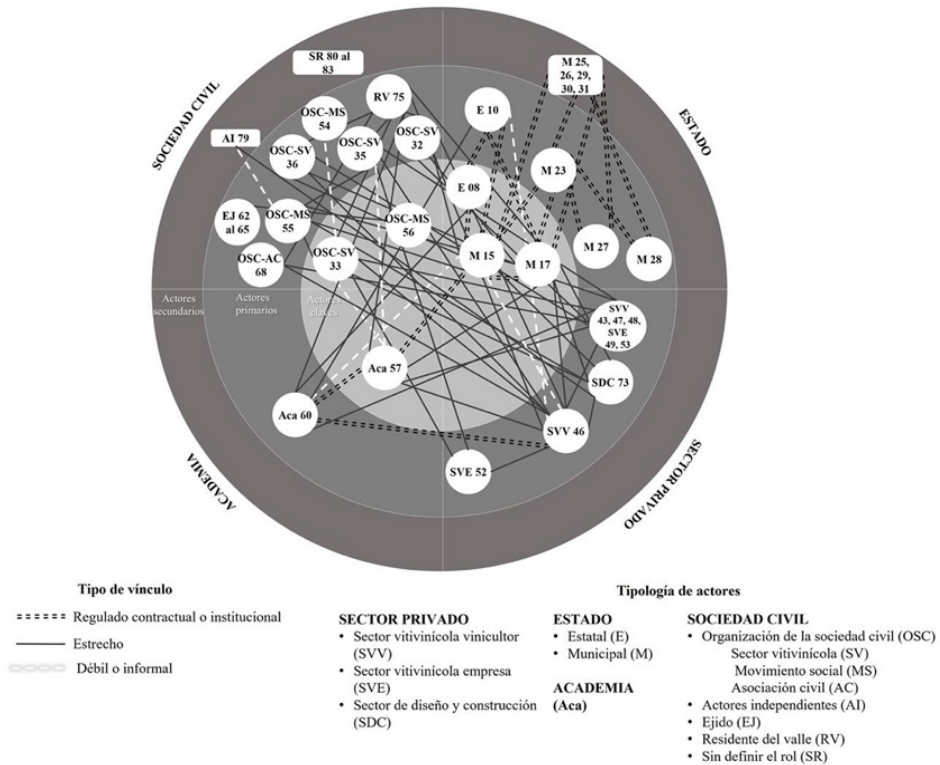 SOCIEDAD CIVIL
ESTADO
SR 80 al
83
M 25,
26, 29,
30, 31
RV 75
E 10
OSC-MS
54
AI 79
OSC-SV
36
OSC-SV
35
OSC-SV
32
M 23
E 08
EJ 62
al 65
OSC-MS
55
OSC-MS
56
OSC-AC
68
OSC-SV
33
M 15
M 17
M 27
M 28
Actores
secundarios
Actores
primarios
Actores
claves
SVV
43, 47, 48,
SVE
49, 53
Aca 57
SDC 73
Aca 60
SVV 46
SVE 52
ACADEMIA
SECTOR PRIVADO
Tipo de vínculo
Regulado contractual o institucional
Estrecho
Débil o informal
Tipología de actores
SECTOR PRIVADO
• Sector vitivinícola vinicultor
(SVV)
• Sector vitivinícola empresa
(SVE)
• Sector de diseño y construcción
(SDC)
ESTADO
• Estatal (E)
• Municipal (M)
ACADEMIA
(Aca)
SOCIEDAD CIVIL
• Organización de la sociedad civil (OSC)
Sector vitivinícola (SV)
Movimiento social (MS)
Asociación civil (AC)
• Actores independientes (AI)
• Ejido (EJ)
• Residente del valle (RV)
• Sin definir el rol (SR)